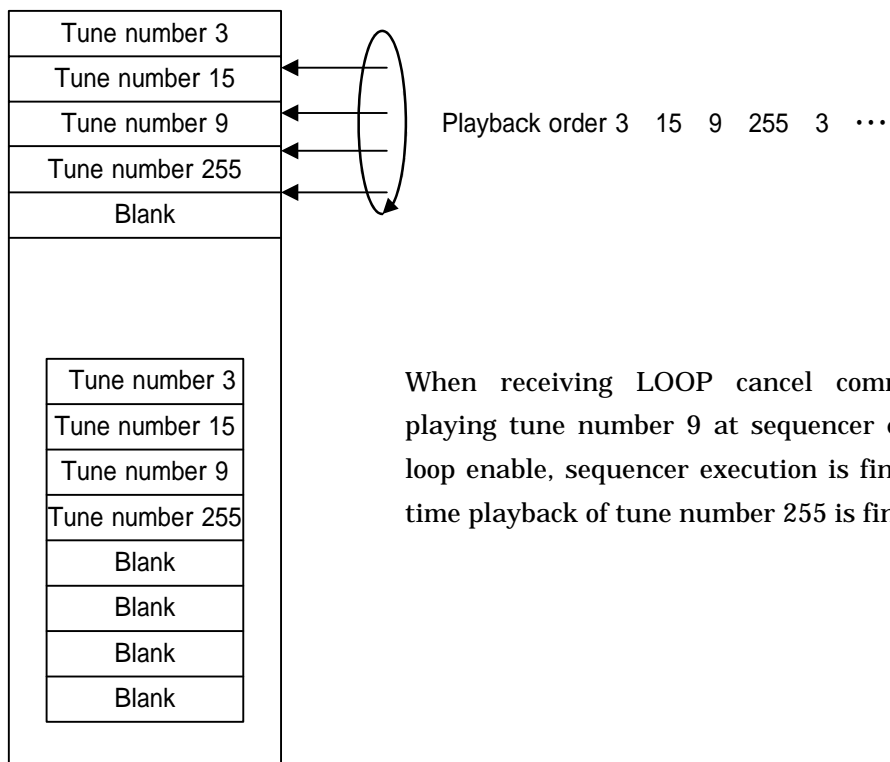 Tune number 3
Tune number 15
Tune number 9
Tune number 255
Blank
Playback order 3 15 9 255 3 ･･･
Tune number 3
Tune number 15
Tune number 9
Tune number 255
Blank
Blank
Blank
Blank
When receiving LOOP cancel
playing tune number 9 at sequencer
loop enable, sequencer execution is
time playback of tune number 255 is